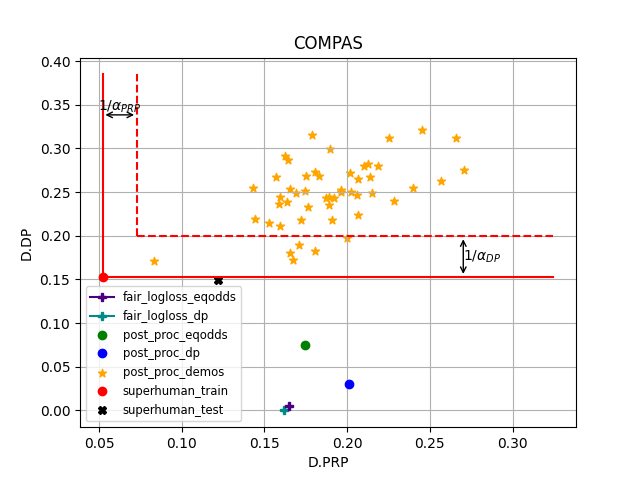 COMPAS
0.40
0.35
0.30
0.25
0.20
0.15
0.10
0.05
0.00
D.DP
1/α_PRP
1/α_DP
fair_logloss_eqodds
fair_logloss_dp
post_proc_eqodds
post_proc_dp
post_proc_demos
superhuman_train
superhuman_test
0.05 0.10 0.15 0.20 0.25 0.30
D.PRP